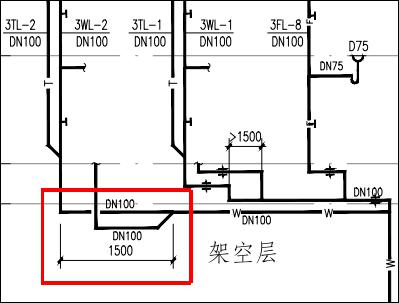 3TL-2 3WL-2 3TL-1 3WL-1 3FL-8
DN100 DN100 DN100 DN100 DN100
D75
DN75
T T F
F
>1500
DN100 DN100
W W
DN100 DN100
1500
架空层
W